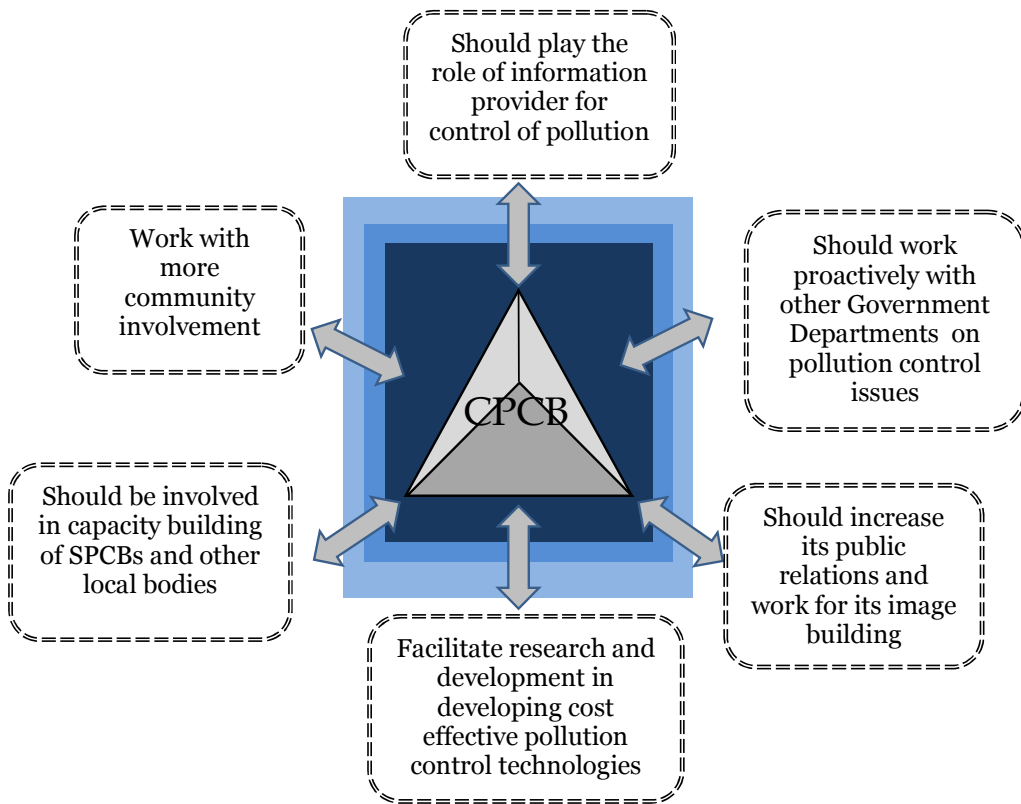 Should play the
role of information
provider for
control of pollution
Work with
more
community
involvement
Should work
proactively with
other Government
Departments on
pollution control
issues
CPCB
Should be involved
in capacity building
of SPCBs and other
local bodies
Should increase
its public
relations and
work for its image
building
Facilitate research and
development in
developing cost
effective pollution
control technologies